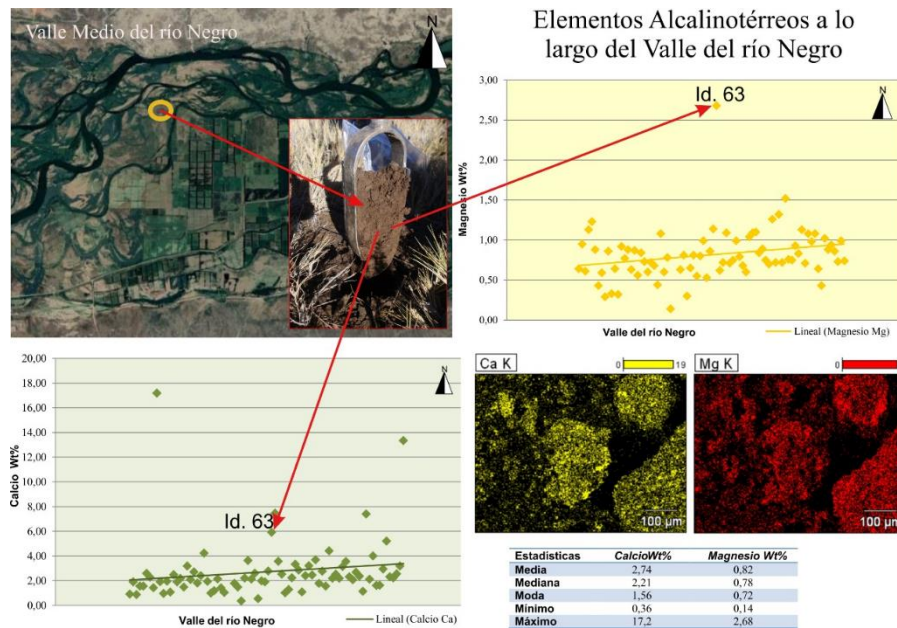 Valle Medio del río Negro
N
Elementos Alcalinotérreos a lo
largo del Valle del río Negro
3,00
2,50
2,00
1,50
1,00
0,50
0,00
Magnesio Wt%
Id. 63
N
Valle del río Negro
Lineal (Magnesio Mg)
20,00
18,00
16,00
14,00
12,00
10,00
8,00
6,00
4,00
2,00
0,00
Calcio Wt%
Id. 63
N
Valle del río Negro
Lineal (Calcio Ca)
Ca K
0
19
100 µm
Mg K
0
100 µm
Estadísticas CalcioWt% Magnesio Wt%
Media 2,74 0,82
Mediana 2,21 0,78
Moda 1,56 0,72
Mínimo 0,36 0,14
Máximo 17,2 2,68